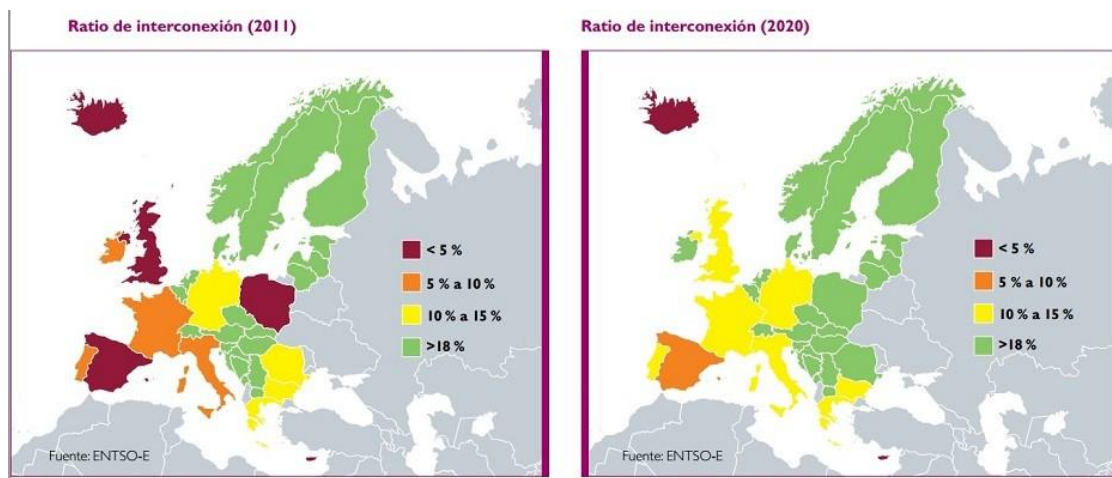 Ratio de interconexión (2011)
< 5 %
5 % a 10 %
10 % a 15 %
>18 %
Fuente: ENTSO-E
Ratio de interconexión (2020)
< 5 %
5 % a 10 %
10 % a 15 %
>18 %
Fuente: ENTSO-E